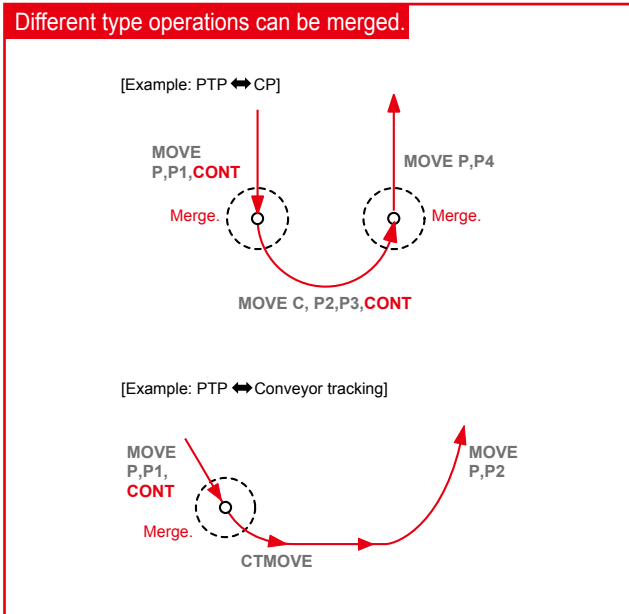 Different type operations can be merged.
[Example: PTP ⬌ CP]
MOVE
P,P1,CONT
MOVE P,P4
Merge.
Merge.
MOVE C, P2,P3,CONT
[Example: PTP ⬌ Conveyor tracking]
MOVE
P,P1,
CONT
MOVE
P,P2
Merge.
CTMOVE